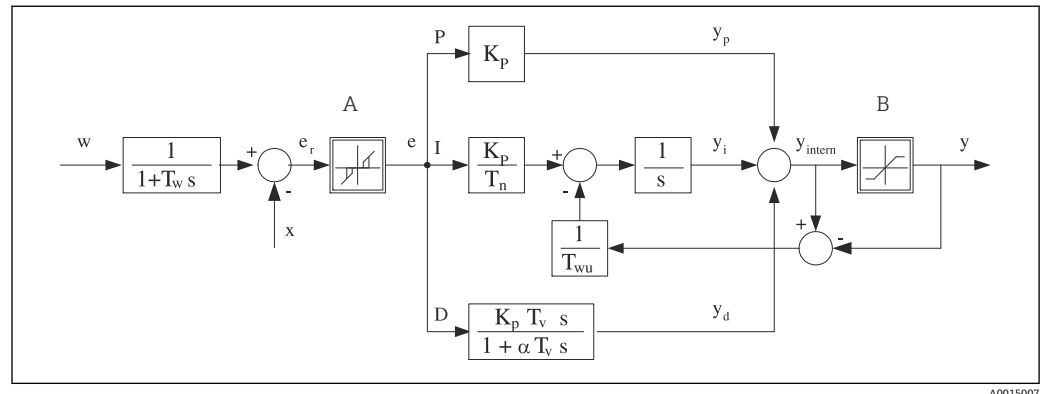 P
K_P
y_p
A
B
w
1
1+T_w s
+
-
e_r
e
I
K_P
T_n
+
-
1
s
y_i
y_intern
y
x
1
T_wu
+
-
D
K_p T_v s
1 + α T_v s
y_d
A0015007